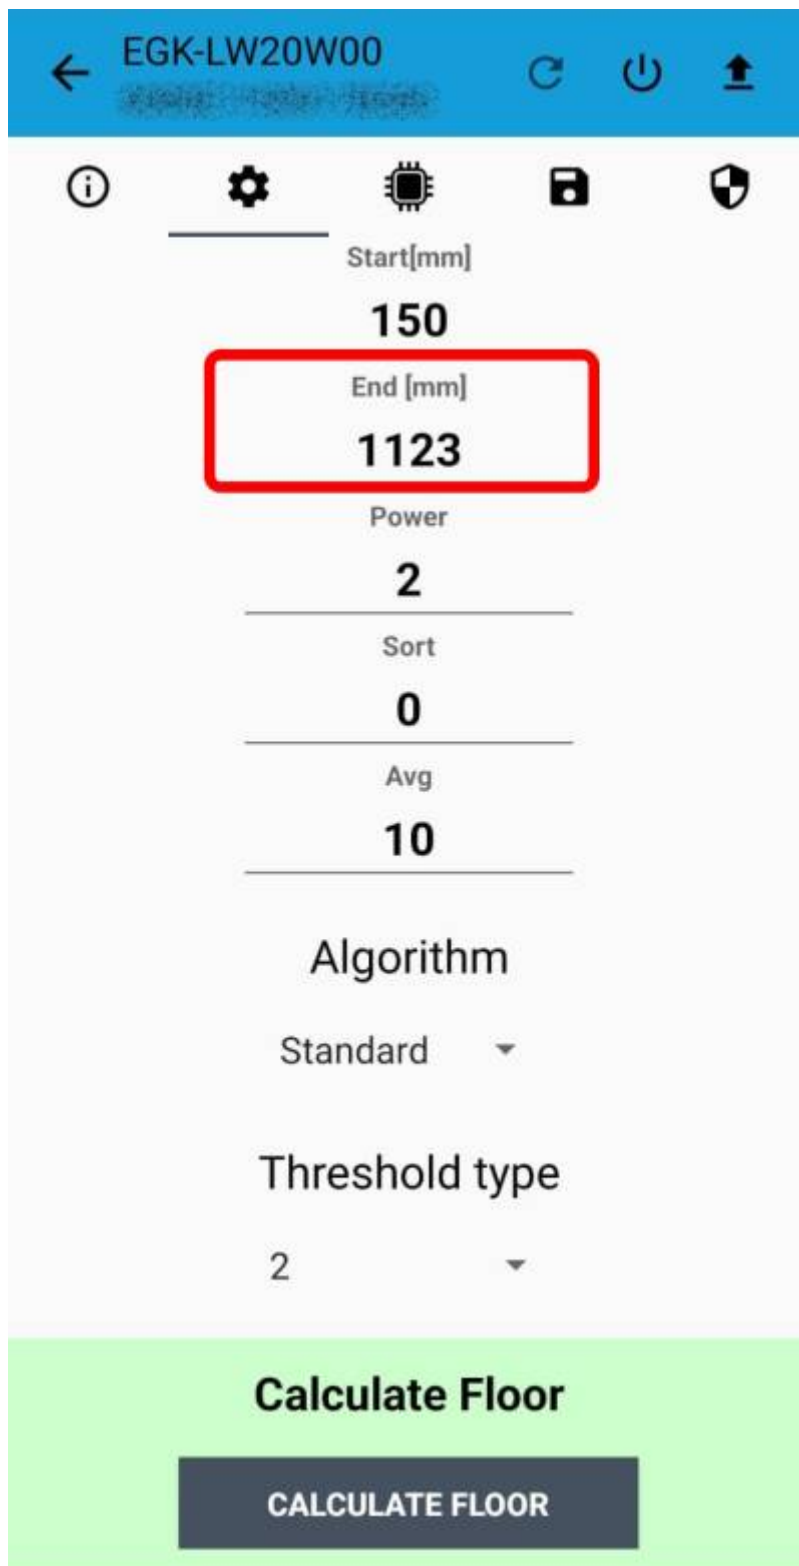 EGK-LW20W00
Start[mm]
150
End [mm]
1123
Power
2
Sort
0
Avg
10
Algorithm
Standard
Threshold type
2
Calculate Floor
CALCULATE FLOOR